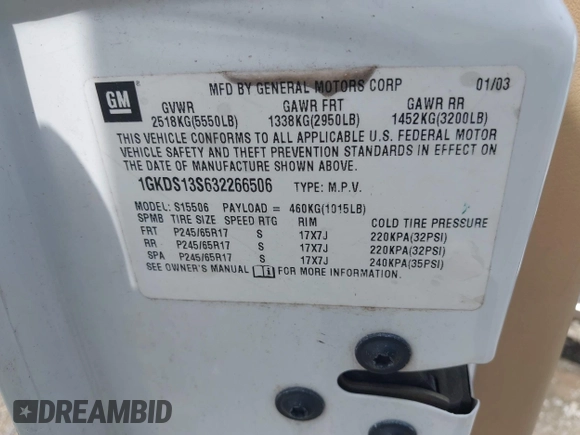 GM
MFD BY GENERAL MOTORS CORP 01/03
GVWR GAWR FRT GAWR RR
2518KG(5550LB) 1338KG(2950LB) 1452KG(3200LB)
THIS VEHICLE CONFORMS TO ALL APPLICABLE U.S. FEDERAL MOTOR
VEHICLE SAFETY AND THEFT PREVENTION STANDARDS IN EFFECT ON
THE DATE OF MANUFACTURE SHOWN ABOVE.
1GKDS13S632266506 TYPE: M.P.V.
MODEL: S15506 PAYLOAD = 460KG(1015LB)
SPMB TIRE SIZE SPEED RTG RIM COLD TIRE PRESSURE
FRT P245/65R17 S 17X7J 220KPA(32PSI)
RR P245/65R17 S 17X7J 220KPA(32PSI)
SPA P245/65R17 S 17X7J 240KPA(35PSI)
SEE OWNER'S MANUAL FOR MORE INFORMATION.
DREAMBID